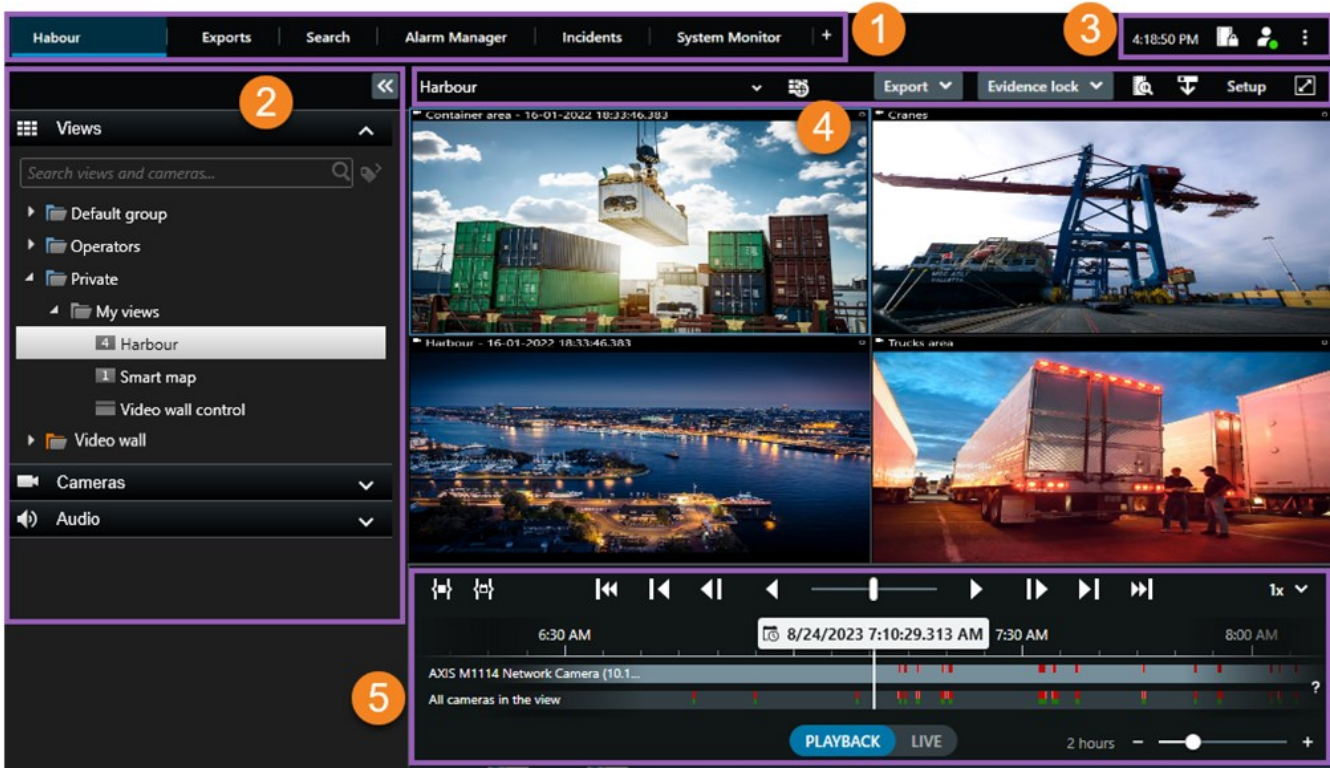 Habour Exports Search Alarm Manager Incidents System Monitor + 1 3 4:18:50 PM
2 Harbour Export Evidence lock Setup
Views
Search views and cameras...
Default group
Operators
Private
My views
4 Harbour
1 Smart map
Video wall control
Video wall
Cameras
Audio
Container area - 16-01-2022 18:33:46.383
4
Cranes
Harbour - 16-01-2022 18:33:46.383
Trucks area
1x
6:30 AM 8/24/2023 7:10:29.313 AM 7:30 AM 8:00 AM
AXIS M1114 Network Camera (10.1...
All cameras in the view
?
5
PLAYBACK LIVE 2 hours - +